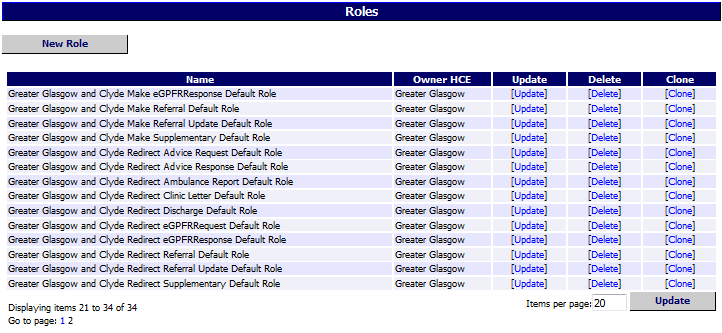 Roles
New Role
Name Owner HCE Update Delete Clone
Greater Glasgow and Clyde Make eGPFRResponse Default Role Greater Glasgow [Update] [Delete] [Clone]
Greater Glasgow and Clyde Make Referral Default Role Greater Glasgow [Update] [Delete] [Clone]
Greater Glasgow and Clyde Make Referral Update Default Role Greater Glasgow [Update] [Delete] [Clone]
Greater Glasgow and Clyde Make Supplementary Default Role Greater Glasgow [Update] [Delete] [Clone]
Greater Glasgow and Clyde Redirect Advice Request Default Role Greater Glasgow [Update] [Delete] [Clone]
Greater Glasgow and Clyde Redirect Advice Response Default Role Greater Glasgow [Update] [Delete] [Clone]
Greater Glasgow and Clyde Redirect Ambulance Report Default Role Greater Glasgow [Update] [Delete] [Clone]
Greater Glasgow and Clyde Redirect Clinic Letter Default Role Greater Glasgow [Update] [Delete] [Clone]
Greater Glasgow and Clyde Redirect Discharge Default Role Greater Glasgow [Update] [Delete] [Clone]
Greater Glasgow and Clyde Redirect eGPFRRequest Default Role Greater Glasgow [Update] [Delete] [Clone]
Greater Glasgow and Clyde Redirect eGPFRResponse Default Role Greater Glasgow [Update] [Delete] [Clone]
Greater Glasgow and Clyde Redirect Referral Default Role Greater Glasgow [Update] [Delete] [Clone]
Greater Glasgow and Clyde Redirect Referral Update Default Role Greater Glasgow [Update] [Delete] [Clone]
Greater Glasgow and Clyde Redirect Supplementary Default Role Greater Glasgow [Update] [Delete] [Clone]
Displaying items 21 to 34 of 34 Items per page: 20 Update
Go to page: 1 2